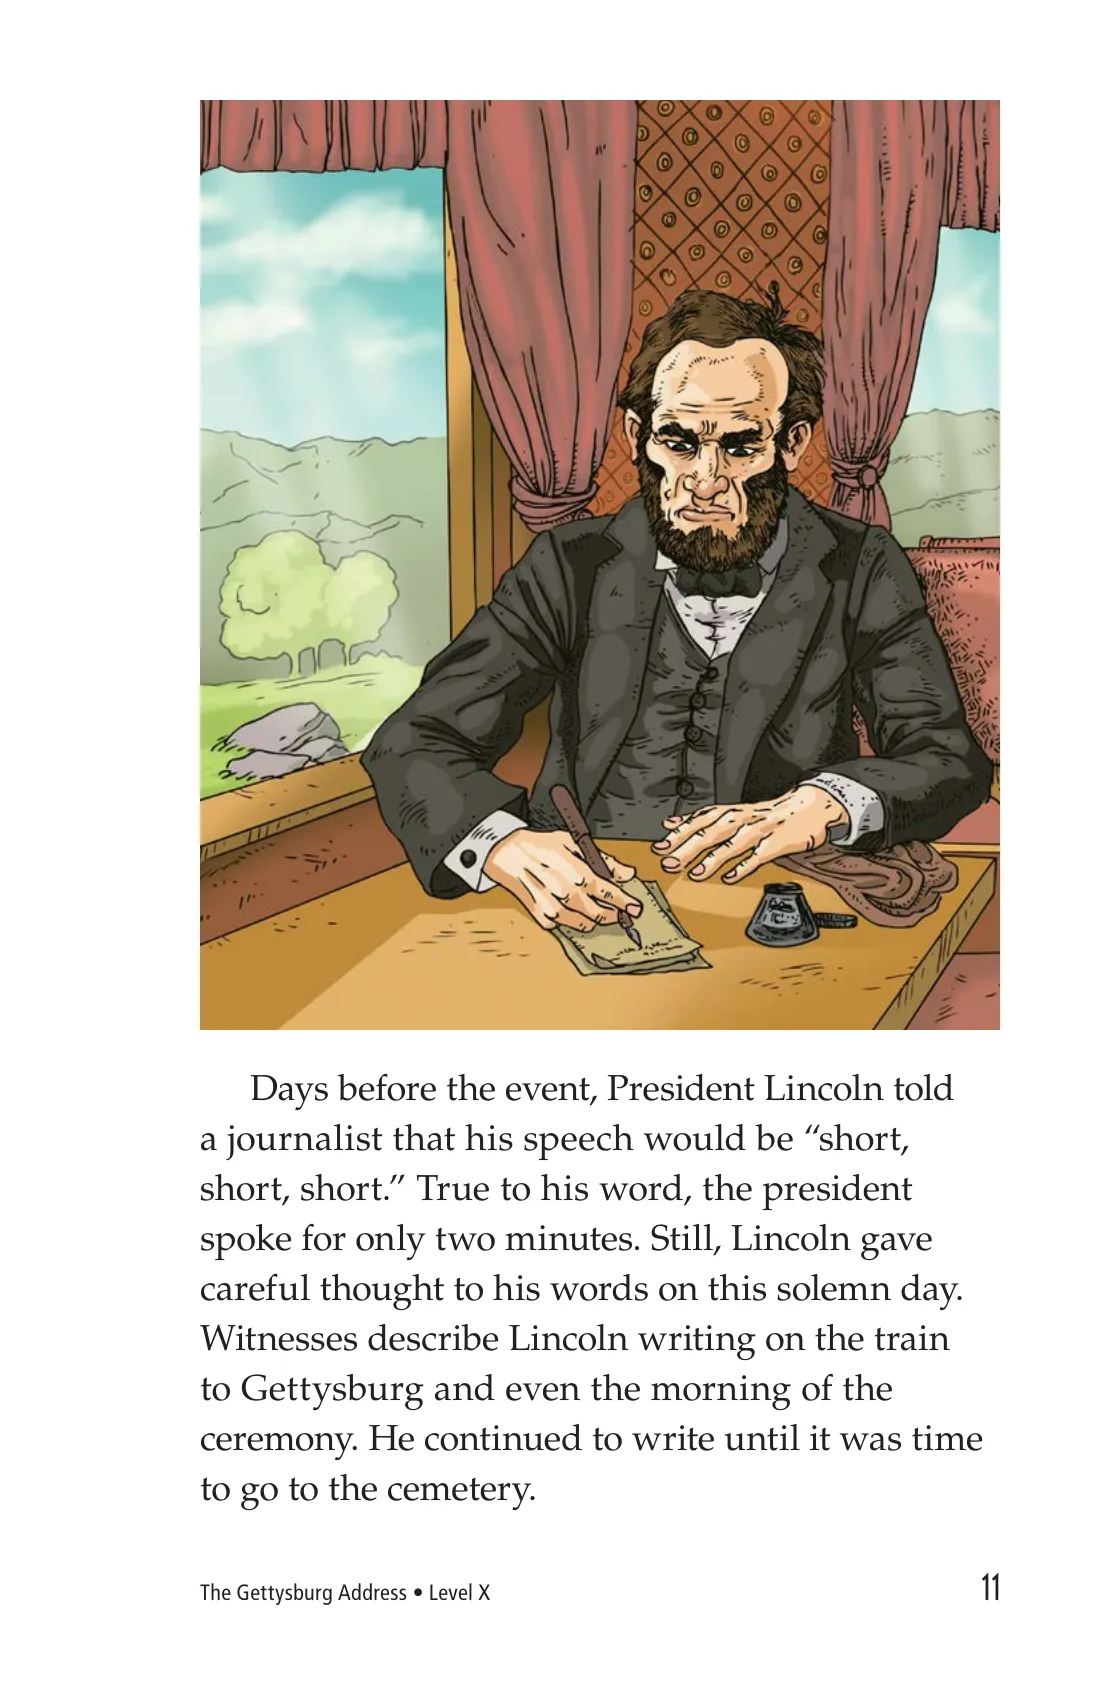 Days before the event, President Lincoln told
a journalist that his speech would be “short,
short, short.” True to his word, the president
spoke for only two minutes. Still, Lincoln gave
careful thought to his words on this solemn day.
Witnesses describe Lincoln writing on the train
to Gettysburg and even the morning of the
ceremony. He continued to write until it was time
to go to the cemetery.
The Gettysburg Address • Level X
11